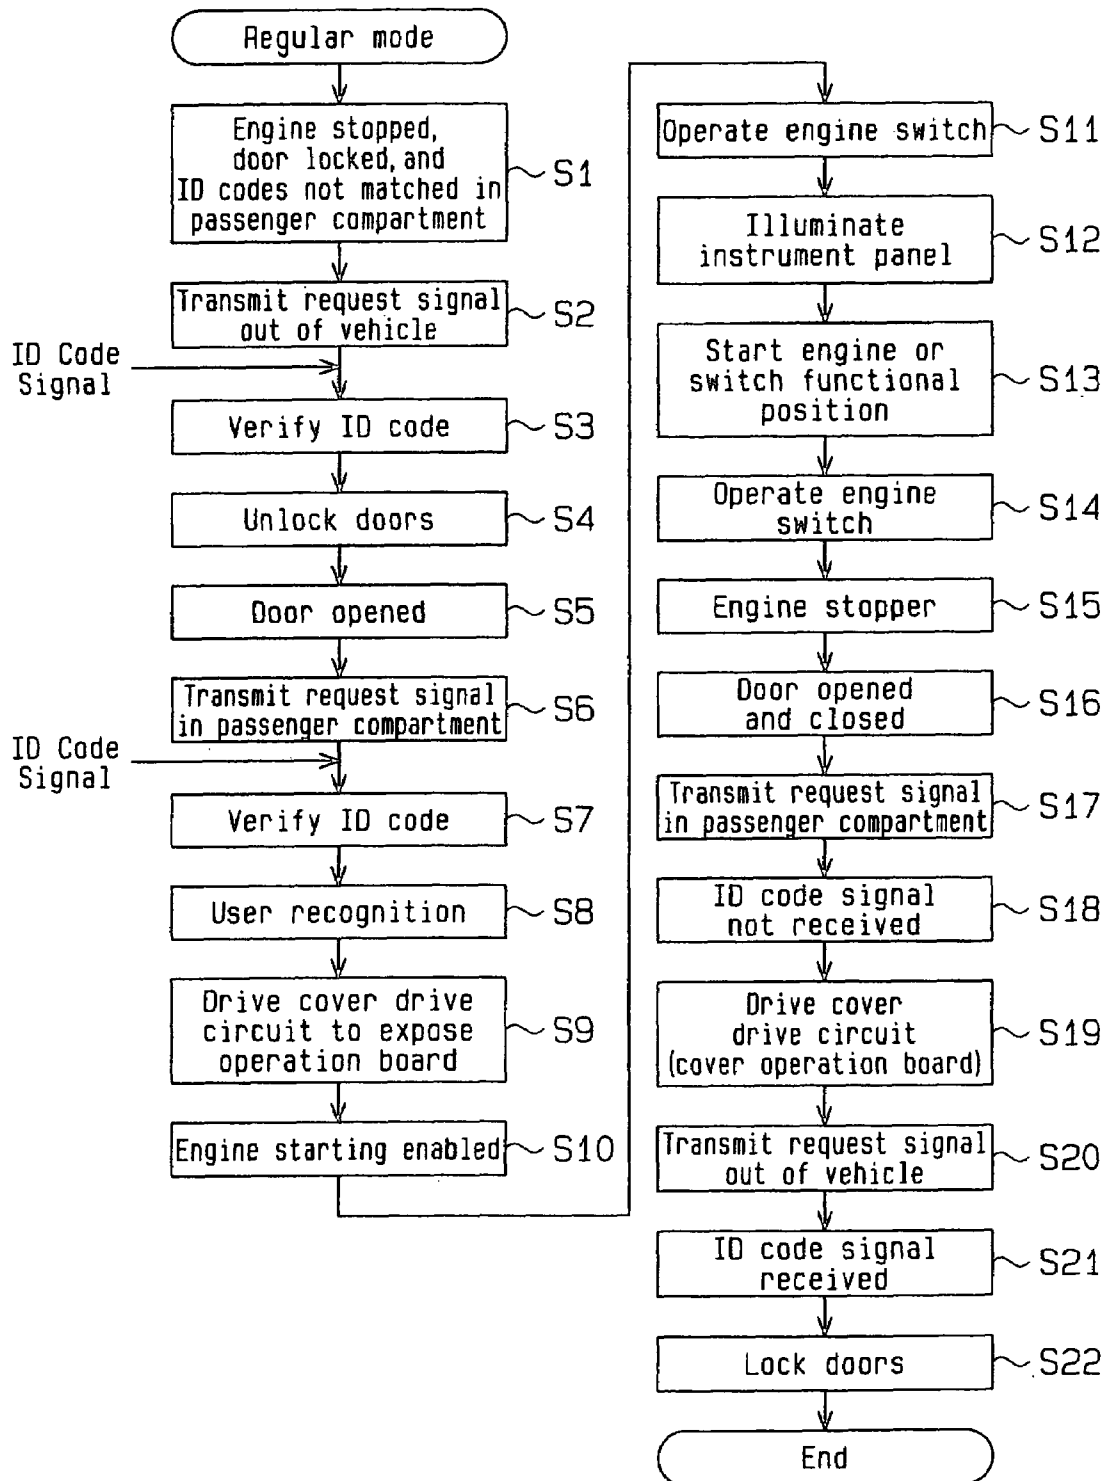 Regular mode
Engine stopped,
door locked, and
ID codes not matched in
passenger compartment
S1
Transmit request signal
out of vehicle
S2
ID Code
Signal
Verify ID code
S3
Unlock doors
S4
Door opened
S5
Transmit request signal
in passenger compartment
S6
ID Code
Signal
Verify ID code
S7
User recognition
S8
Drive cover drive
circuit to expose
operation board
S9
Engine starting enabled
S10
Operate engine switch
S11
Illuminate
instrument panel
S12
Start engine or
switch functional
position
S13
Operate engine
switch
S14
Engine stopper
S15
Door opened
and closed
S16
Transmit request signal
in passenger compartment
S17
ID code signal
not received
S18
Drive cover
drive circuit
(cover operation board)
S19
Transmit request signal
out of vehicle
S20
ID code signal
received
S21
Lock doors
S22
End